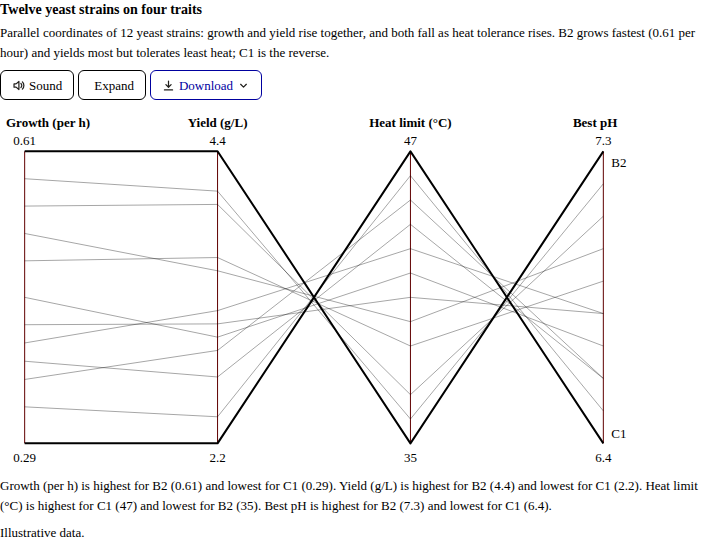 Twelve yeast strains on four traits
Parallel coordinates of 12 yeast strains: growth and yield rise together, and both fall as heat tolerance rises. B2 grows fastest (0.61 per
hour) and yields most but tolerates least heat; C1 is the reverse.
Sound Expand Download
Growth (per h) Yield (g/L) Heat limit (°C) Best pH
0.61 4.4 47 7.3
B2
C1
0.29 2.2 35 6.4
Growth (per h) is highest for B2 (0.61) and lowest for C1 (0.29). Yield (g/L) is highest for B2 (4.4) and lowest for C1 (2.2). Heat limit
(°C) is highest for C1 (47) and lowest for B2 (35). Best pH is highest for B2 (7.3) and lowest for C1 (6.4).
Illustrative data.